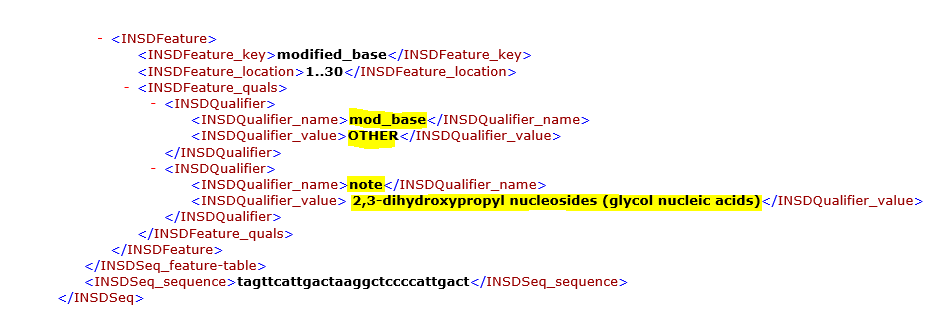 - <INSDFeature>
<INSDFeature_key>modified_base</INSDFeature_key>
<INSDFeature_location>1..30</INSDFeature_location>
- <INSDFeature_quals>
- <INSDQualifier>
<INSDQualifier_name>mod_base</INSDQualifier_name>
<INSDQualifier_value>OTHER</INSDQualifier_value>
</INSDQualifier>
- <INSDQualifier>
<INSDQualifier_name>note</INSDQualifier_name>
<INSDQualifier_value> 2,3-dihydroxypropyl nucleosides (glycol nucleic acids)</INSDQualifier_value>
</INSDQualifier>
</INSDFeature_quals>
</INSDFeature>
</INSDSeq_feature-table>
<INSDSeq_sequence>tagttcattgactaaggctccccattgact</INSDSeq_sequence>
</INSDSeq>